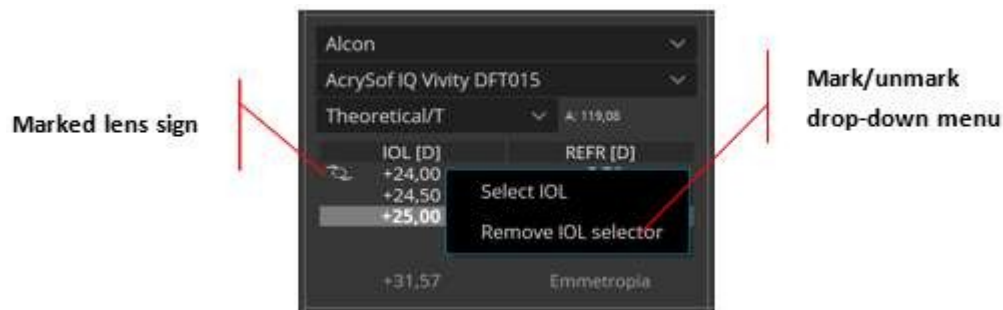 Alcon
AcrySof IQ Vivity DFT015
Theoretical/T A: 119,08
Marked lens sign
IOL [D] REFR [D]
+24,00
+24,50
+25,00
Select IOL
Remove IOL selector
+31,57 Emmetropia
Mark/unmark
drop-down menu